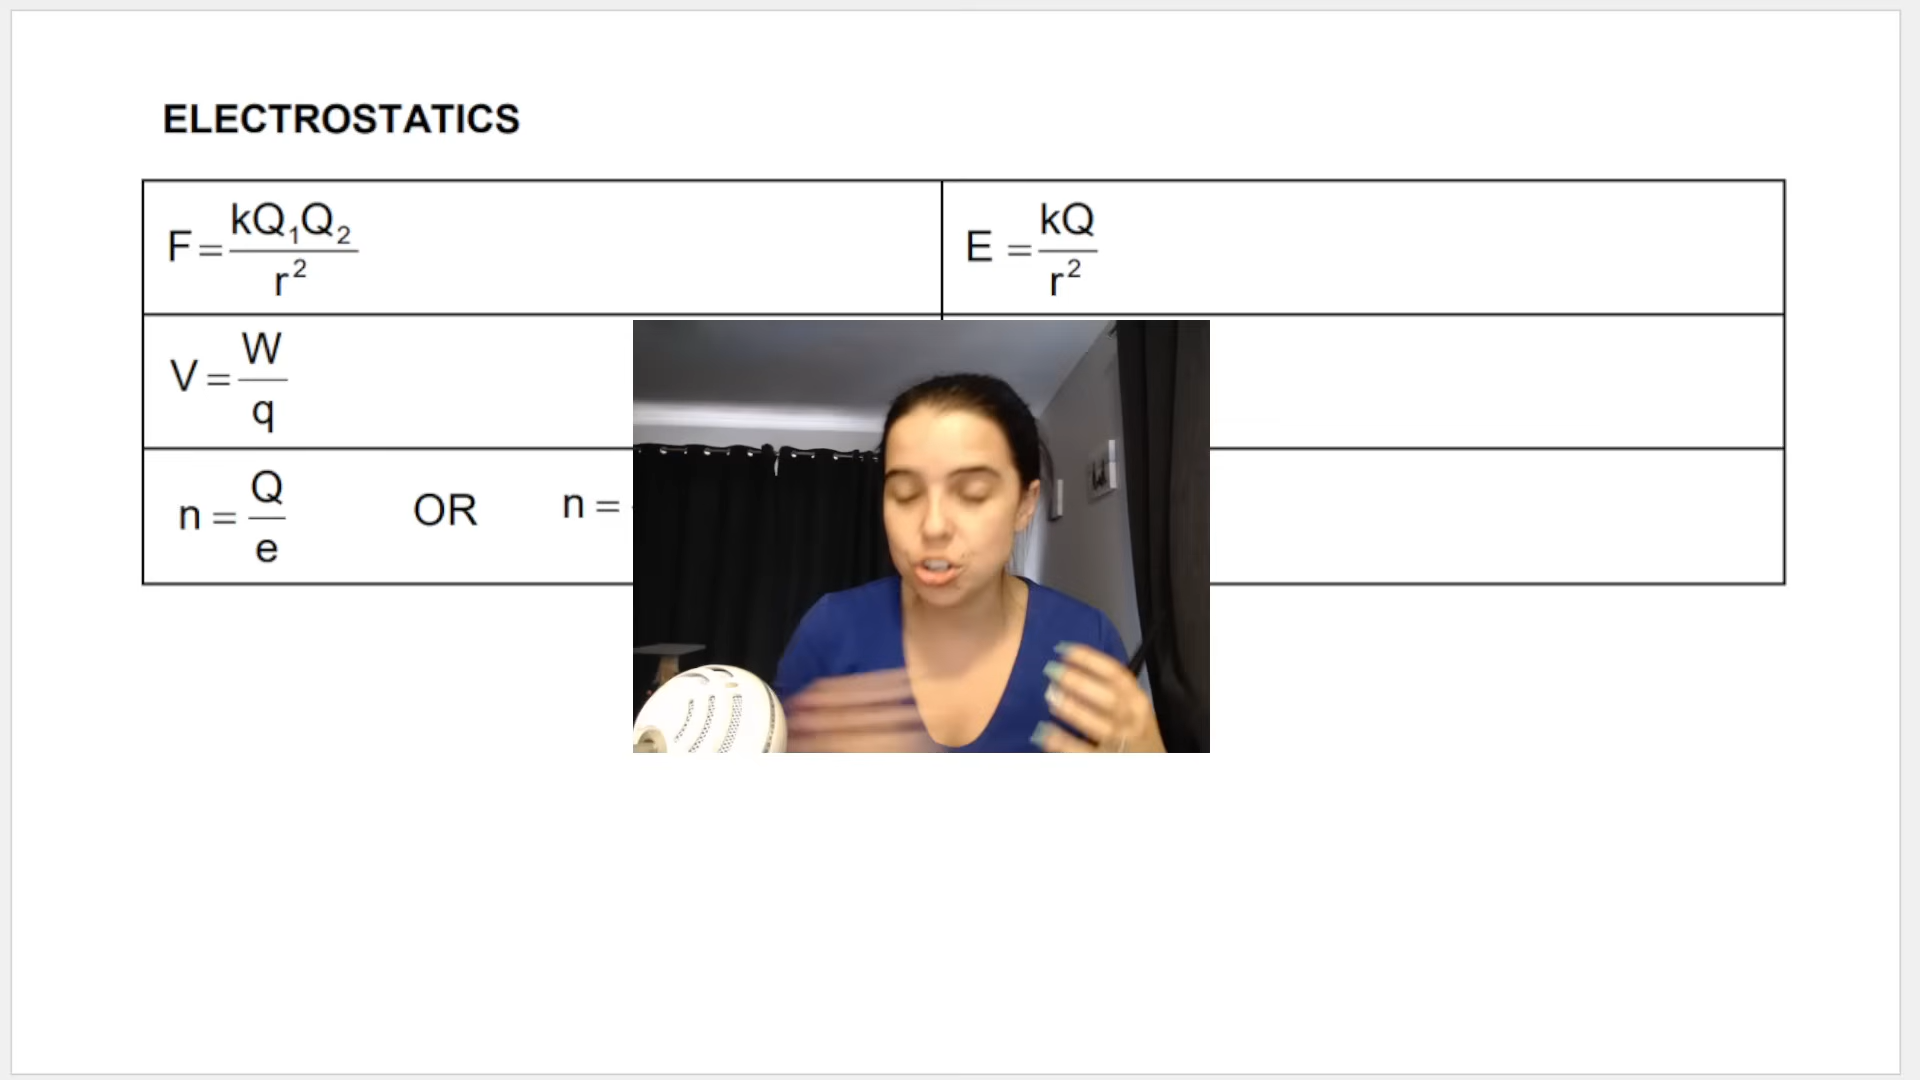 ELECTROSTATICS
F = kQ₁Q₂ / r²
E = kQ / r²
V = W / q
n = Q / e OR n =